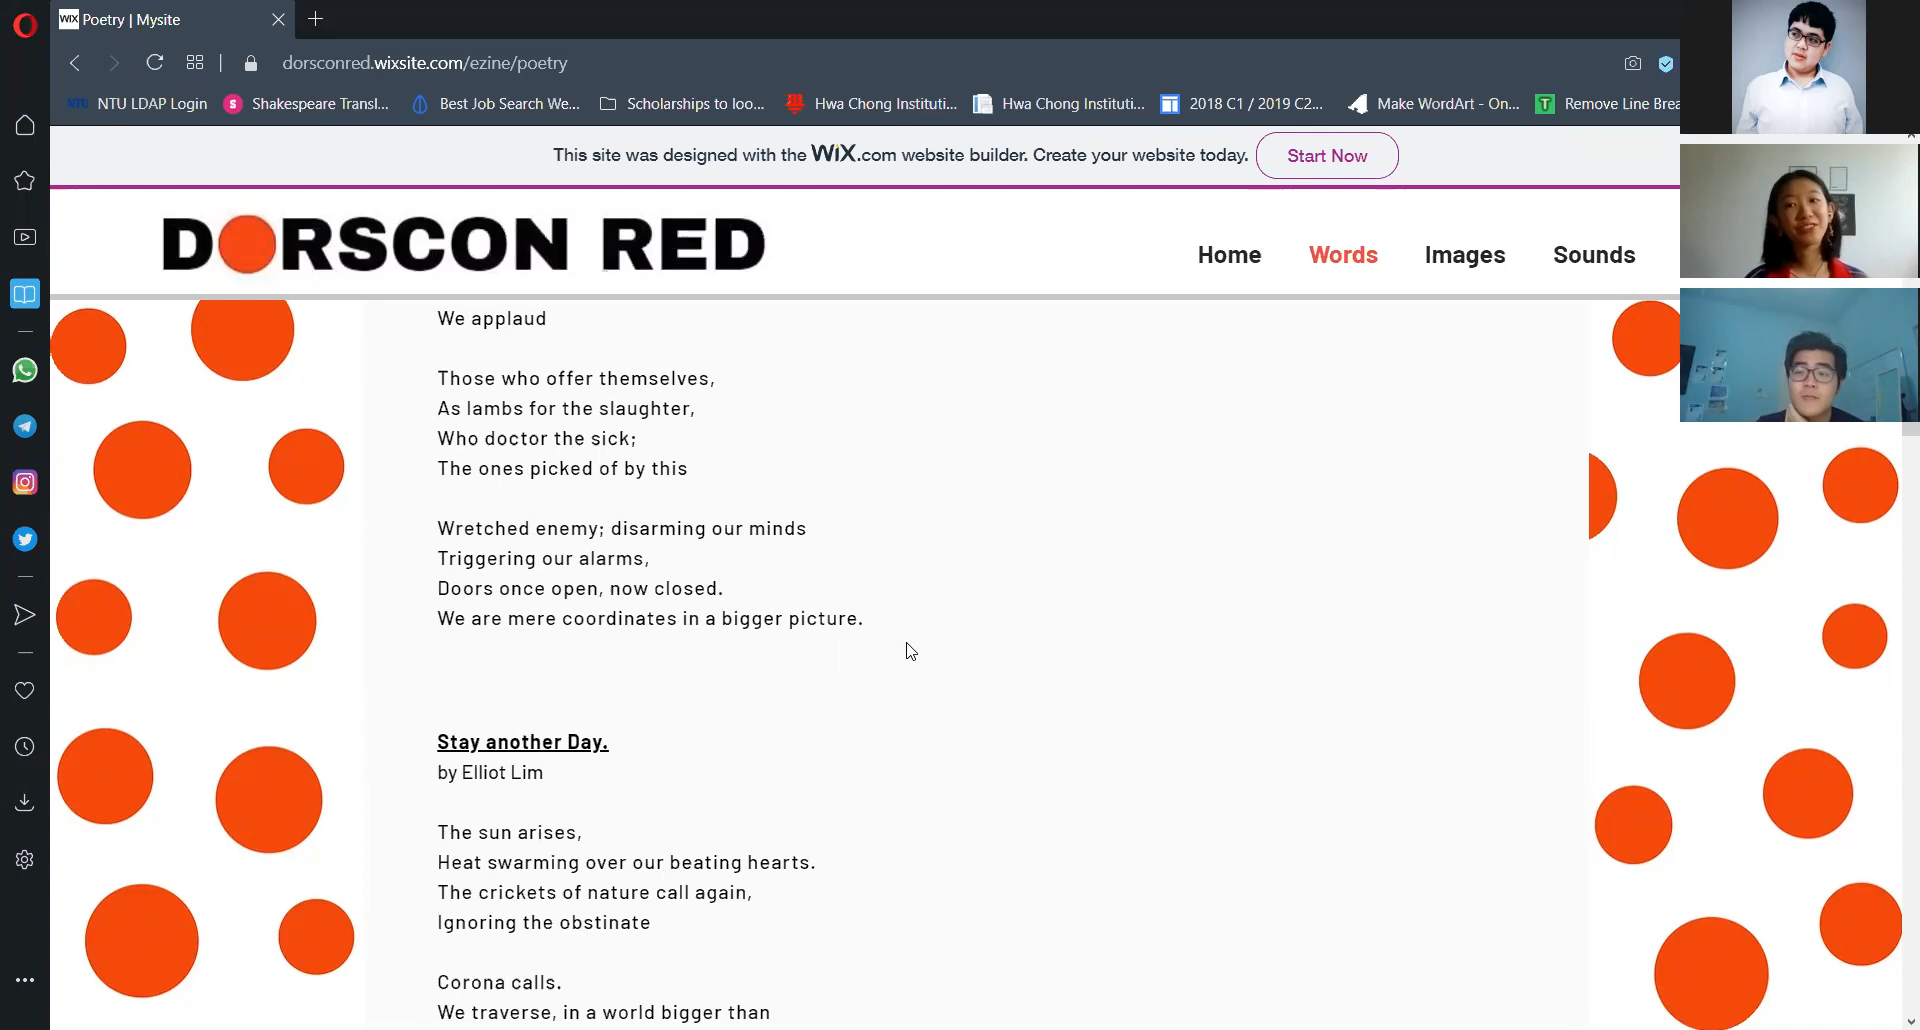 WiX Poetry | Mysite
dorsconred.wixsite.com/ezine/poetry
NTU NTU LDAP Login
S Shakespeare Transl...
Best Job Search We...
Scholarships to loo...
Hwa Chong Instituti...
Hwa Chong Instituti...
2018 C1 / 2019 C2...
Make WordArt - On...
T Remove Line Brea
This site was designed with the WiX.com website builder. Create your website today.
Start Now
DORSCON RED
Home
Words
Images
Sounds
We applaud
Those who offer themselves,
As lambs for the slaughter,
Who doctor the sick;
The ones picked of by this
Wretched enemy; disarming our minds
Triggering our alarms,
Doors once open, now closed.
We are mere coordinates in a bigger picture.
Stay another Day.
by Elliot Lim
The sun arises,
Heat swarming over our beating hearts.
The crickets of nature call again,
Ignoring the obstinate
Corona calls.
We traverse, in a world bigger than